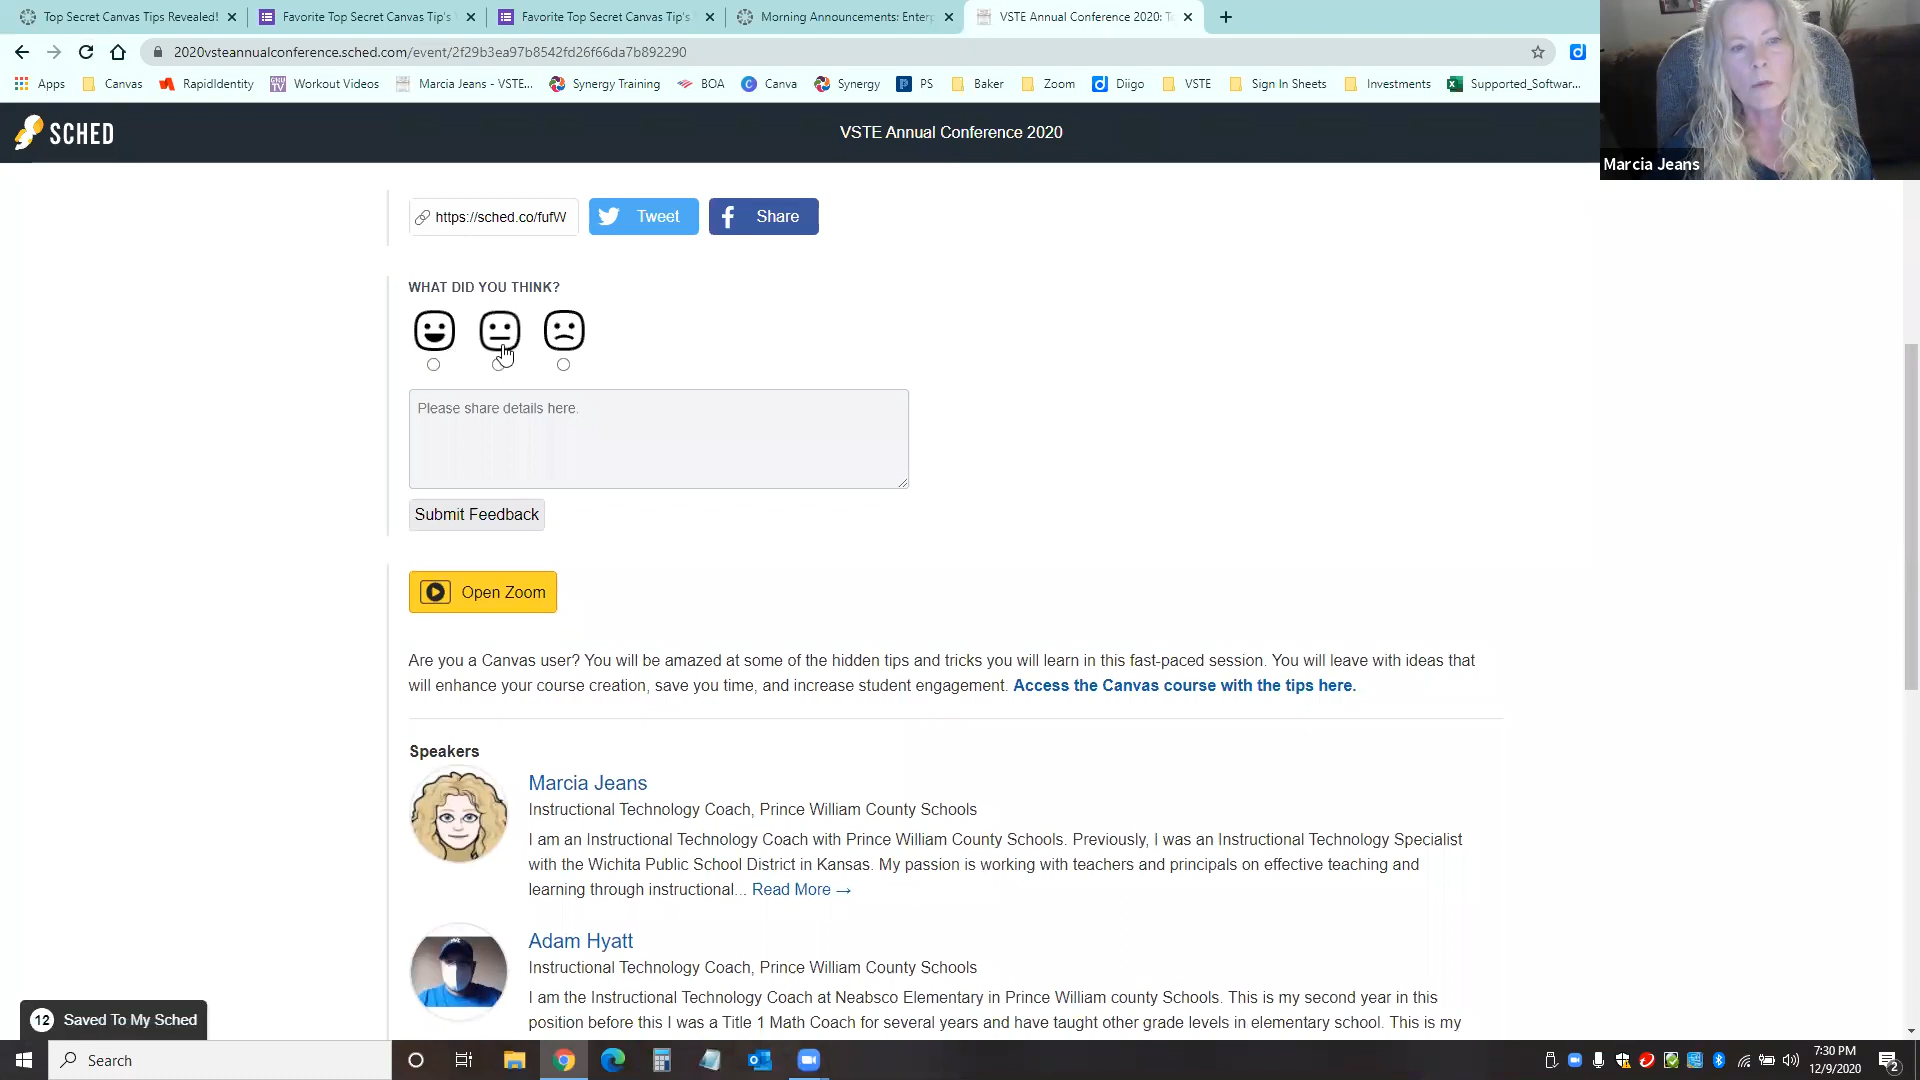 Top Secret Canvas Tips Revealed!
Favorite Top Secret Canvas Tip's
Favorite Top Secret Canvas Tip's
Morning Announcements: Enterp
VSTE Annual Conference 2020: To
2020vsteannualconference.sched.com/event/2f29b3ea97b8542fd26f66da7b892290
Apps Canvas RapidIdentity GNU TV Workout Videos Marcia Jeans - VSTE... Synergy Training BOA Canva Synergy PS Baker Zoom Diigo VSTE Sign In Sheets Investments Supported_Softwar...
SCHED
VSTE Annual Conference 2020
Marcia Jeans
https://sched.co/fufW Tweet Share
WHAT DID YOU THINK?
Please share details here.
Submit Feedback
Open Zoom
Are you a Canvas user? You will be amazed at some of the hidden tips and tricks you will learn in this fast-paced session. You will leave with ideas that
will enhance your course creation, save you time, and increase student engagement. Access the Canvas course with the tips here.
Speakers
Marcia Jeans
Instructional Technology Coach, Prince William County Schools
I am an Instructional Technology Coach with Prince William County Schools. Previously, I was an Instructional Technology Specialist
with the Wichita Public School District in Kansas. My passion is working with teachers and principals on effective teaching and
learning through instructional... Read More →
Adam Hyatt
Instructional Technology Coach, Prince William County Schools
I am the Instructional Technology Coach at Neabsco Elementary in Prince William county Schools. This is my second year in this
position before this I was a Title 1 Math Coach for several years and have taught other grade levels in elementary school. This is my
12 Saved To My Sched
Search
7:30 PM
12/9/2020
2